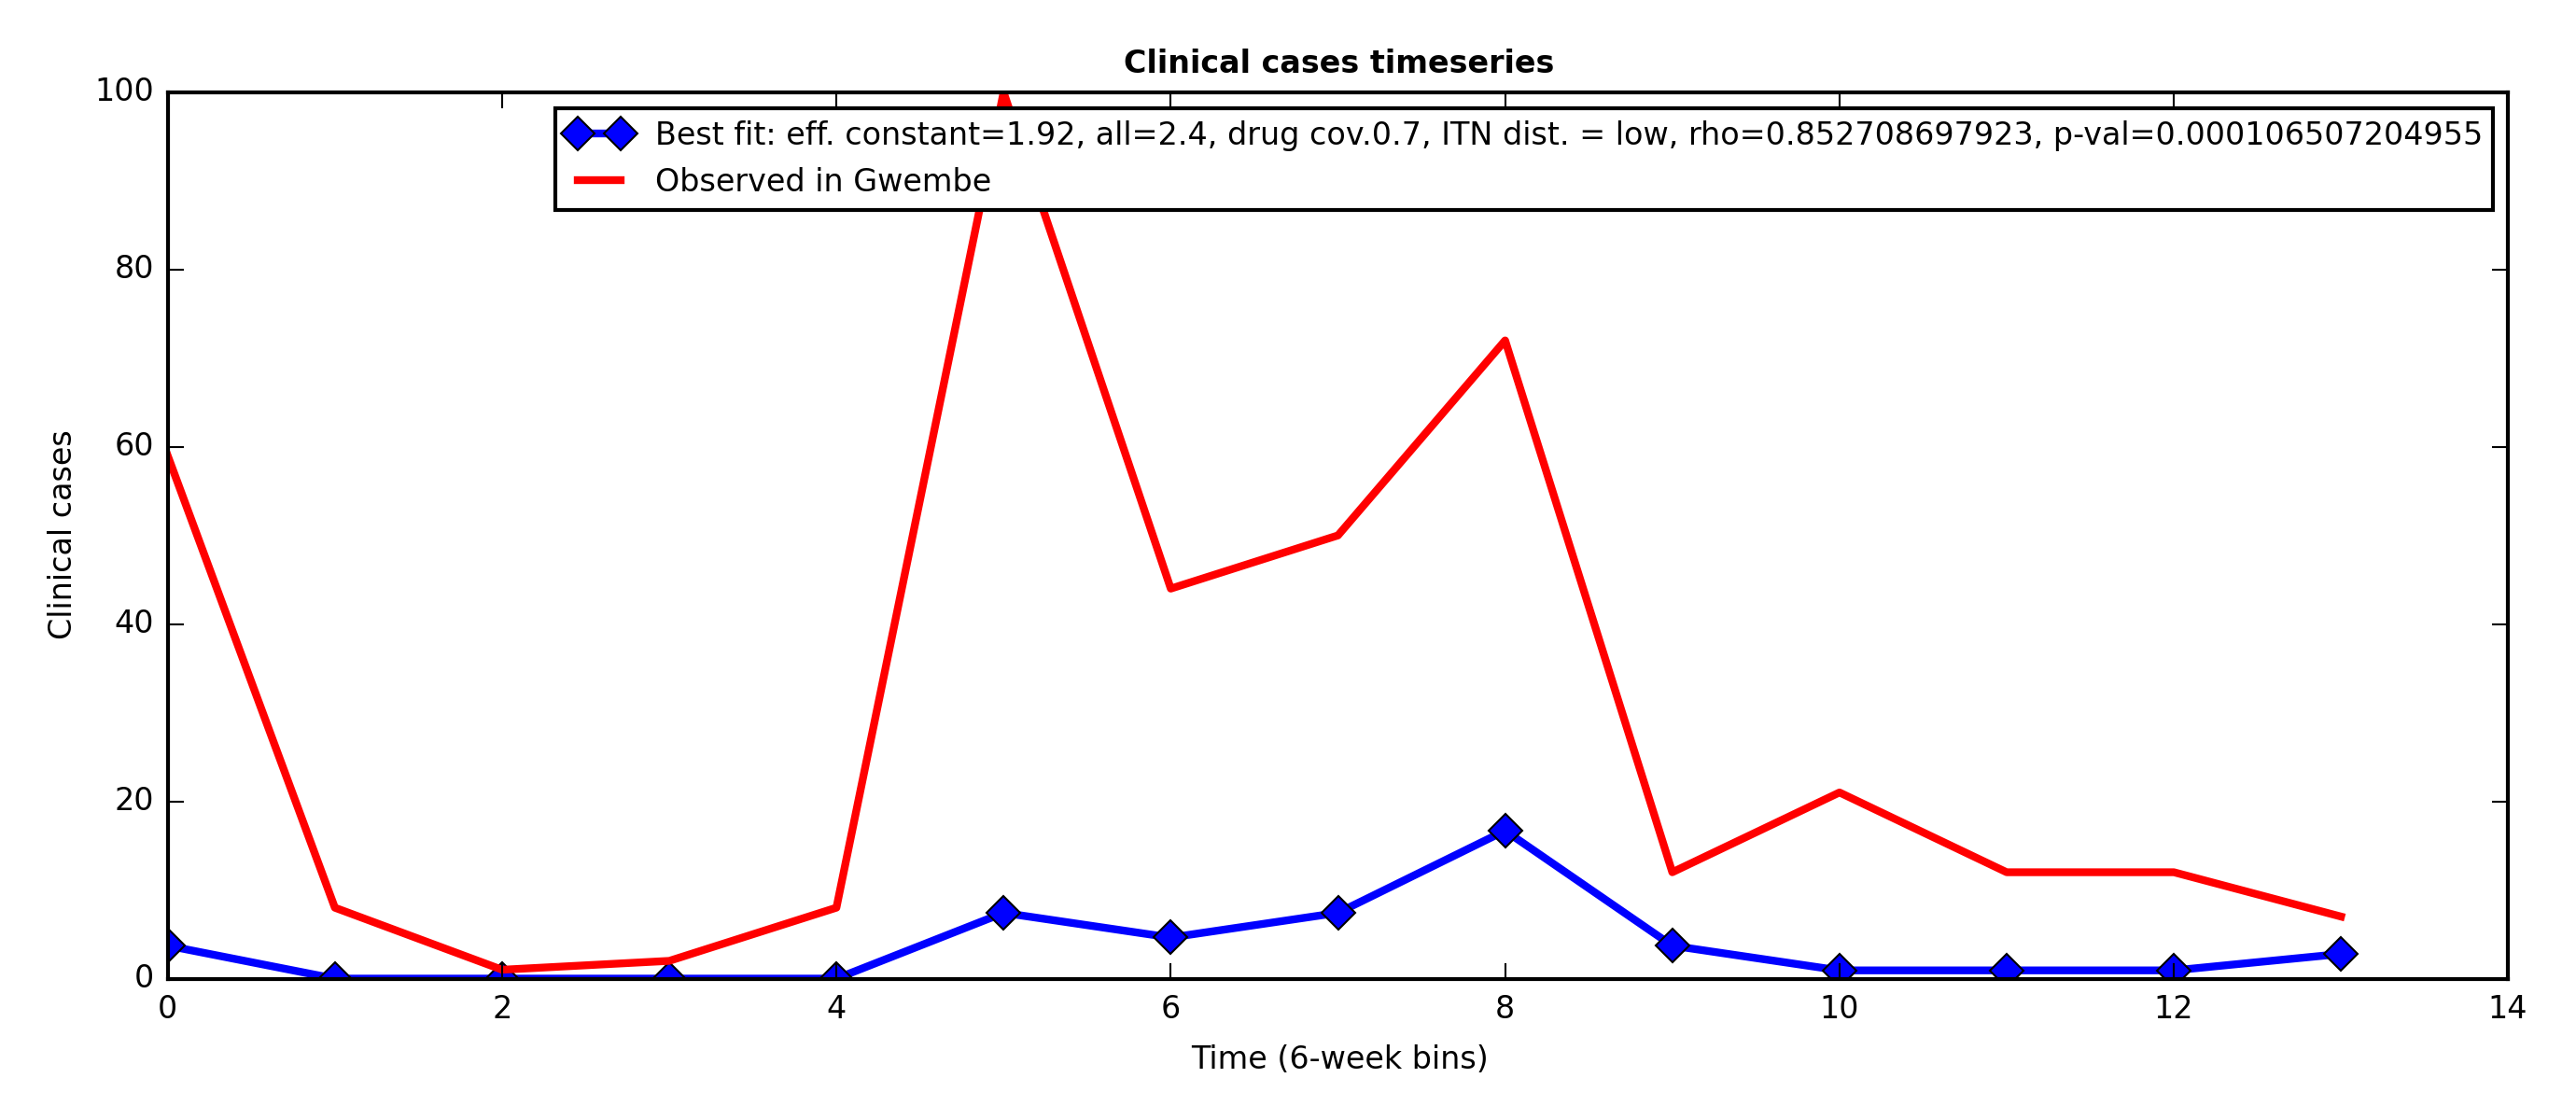 Clinical cases timeseries
Best fit: eff. constant=1.92, all=2.4, drug cov.0.7, ITN dist. = low, rho=0.852708697923, p-val=0.000106507204955
Observed in Gwembe
100
80
60
40
20
0
Clinical cases
0 2 4 6 8 10 12 14
Time (6-week bins)